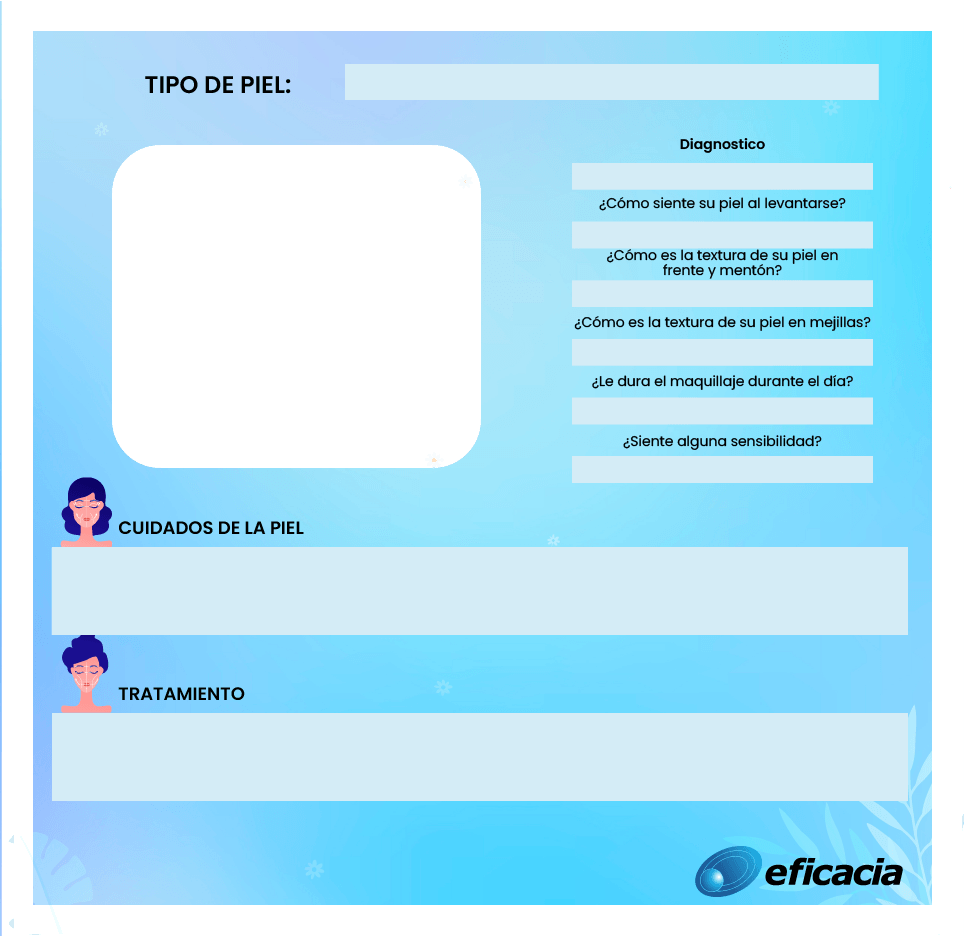 TIPO DE PIEL:
Diagnostico
¿Cómo siente su piel al levantarse?
¿Cómo es la textura de su piel en
frente y mentón?
¿Cómo es la textura de su piel en mejillas?
¿Le dura el maquillaje durante el día?
¿Siente alguna sensibilidad?
CUIDADOS DE LA PIEL
TRATAMIENTO
eficacia